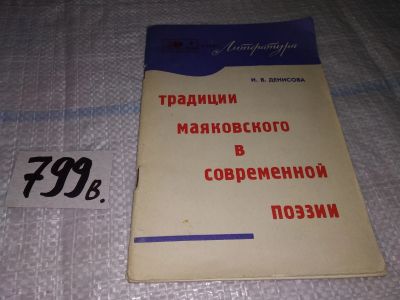 Литература
И. В. ДЕНИСОВА
традиции
маяковского
в
современной
поэзии
799в.